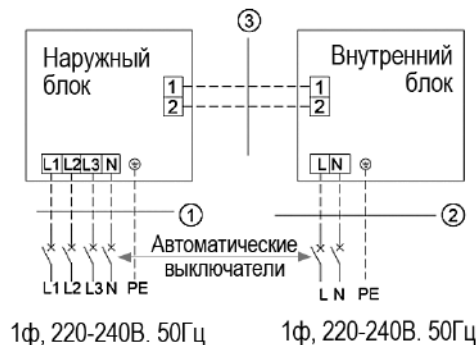 3
Наружный
блок
Внутренний
блок
1
2
1
2
L1 L2 L3 N
L N
1
2
Автоматические
выключатели
L1 L2 L3 N PE
L N PE
1ф, 220-240В. 50Гц
1ф, 220-240В. 50Гц